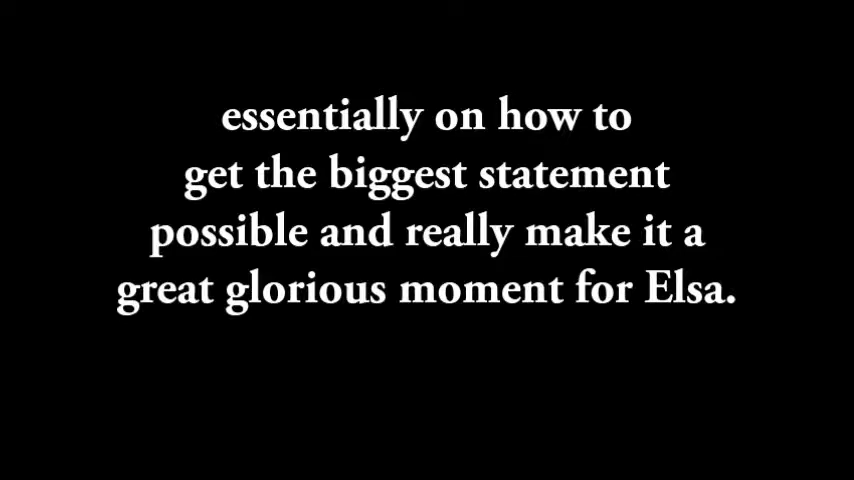 essentially on how to
get the biggest statement
possible and really make it a
great glorious moment for Elsa.